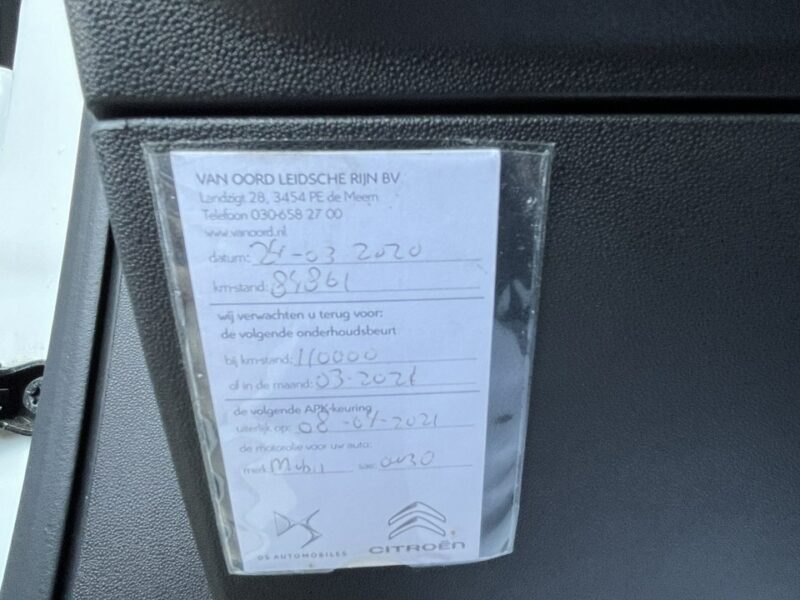 VAN OORD LEIDSCHE RIJN BV
Landzigt 28, 3454 PE de Meern
Telefoon 030-658 27 00
www.vanoord.nl
datum: 24-03-2020
km-stand: 84861
wij verwachten u terug voor:
de volgende onderhoudsbeurt
bij km-stand: 110000
of in de maand: 03-2021
de volgende APK-keuring
uiterlijk op: 08-04-2021
de motorolie voor uw auto:
merk Mobil sae: 0W30
DS AUTOMOBILES
CITROËN